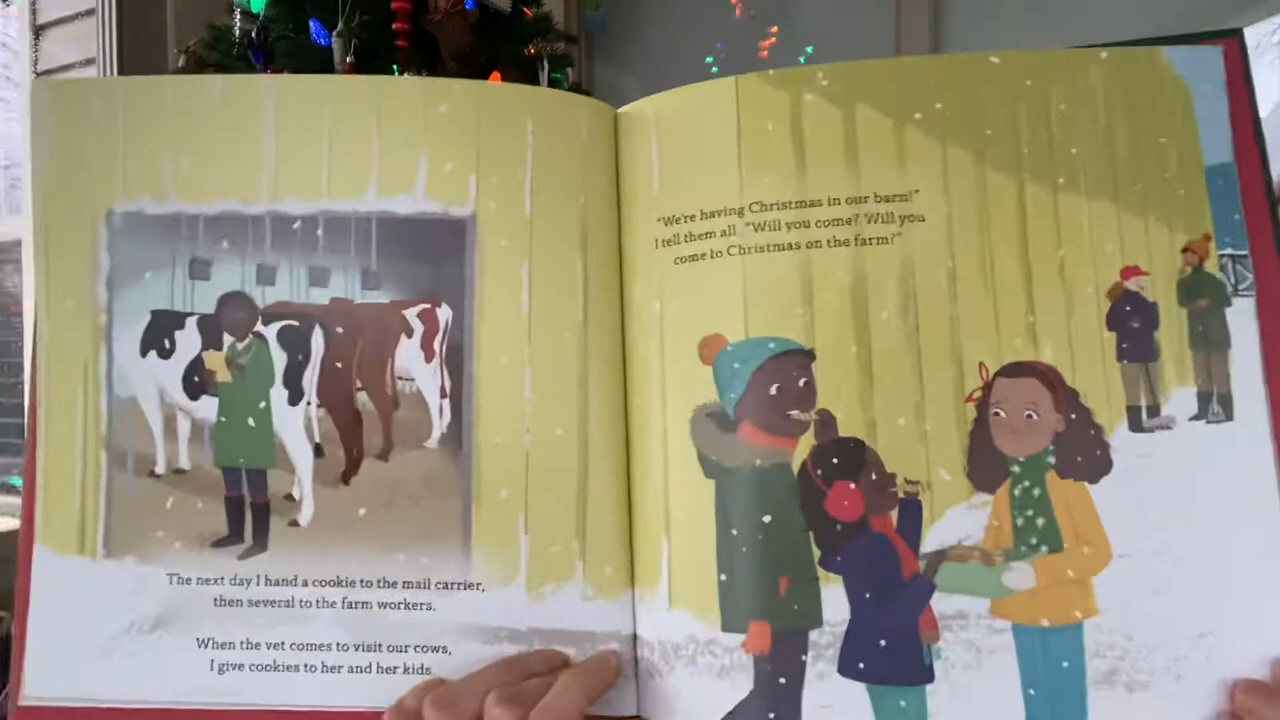 The next day I hand a cookie to the mail carrier,
then several to the farm workers.
When the vet comes to visit our cows,
I give cookies to her and her kids.
"We're having Christmas in our barn!"
I tell them all. "Will you come? Will you
come to Christmas on the farm?"